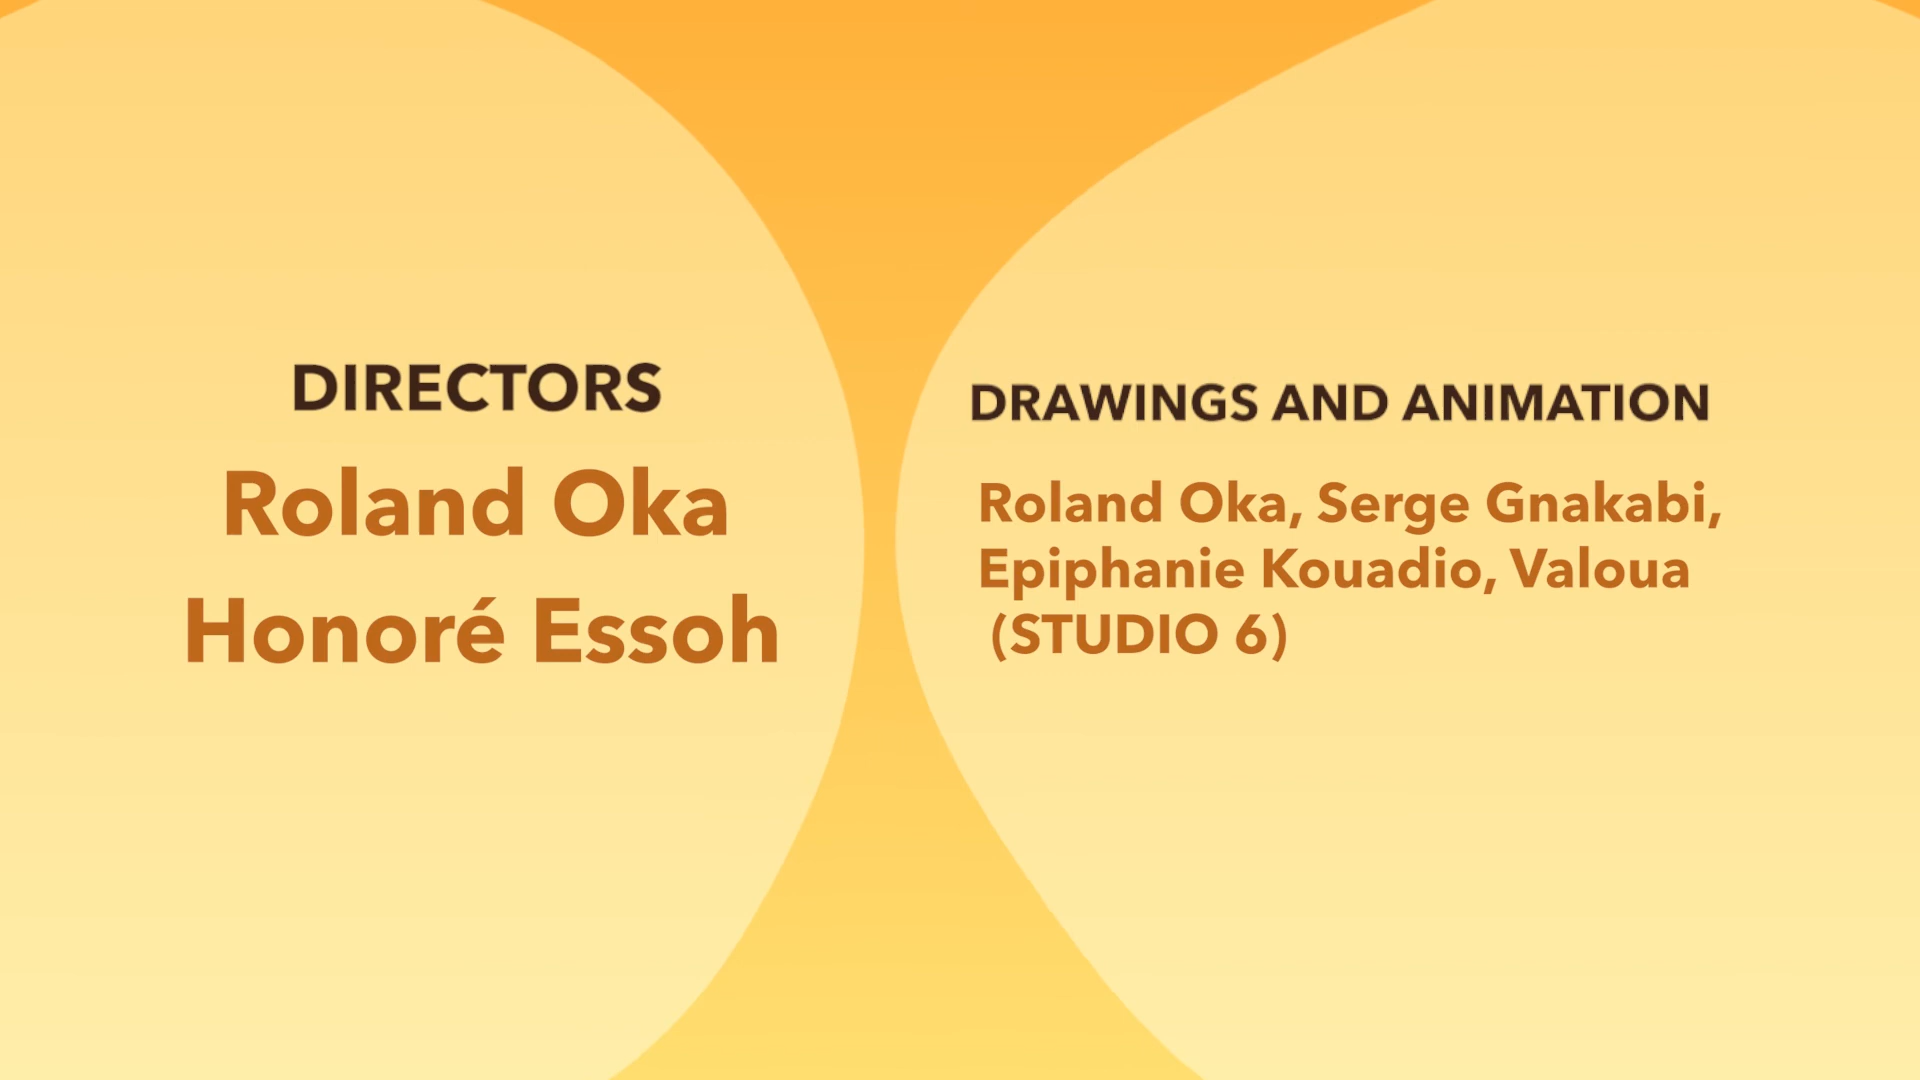 DIRECTORS
Roland Oka
Honoré Essoh
DRAWINGS AND ANIMATION
Roland Oka, Serge Gnakabi,
Epiphanie Kouadio, Valoua
(STUDIO 6)